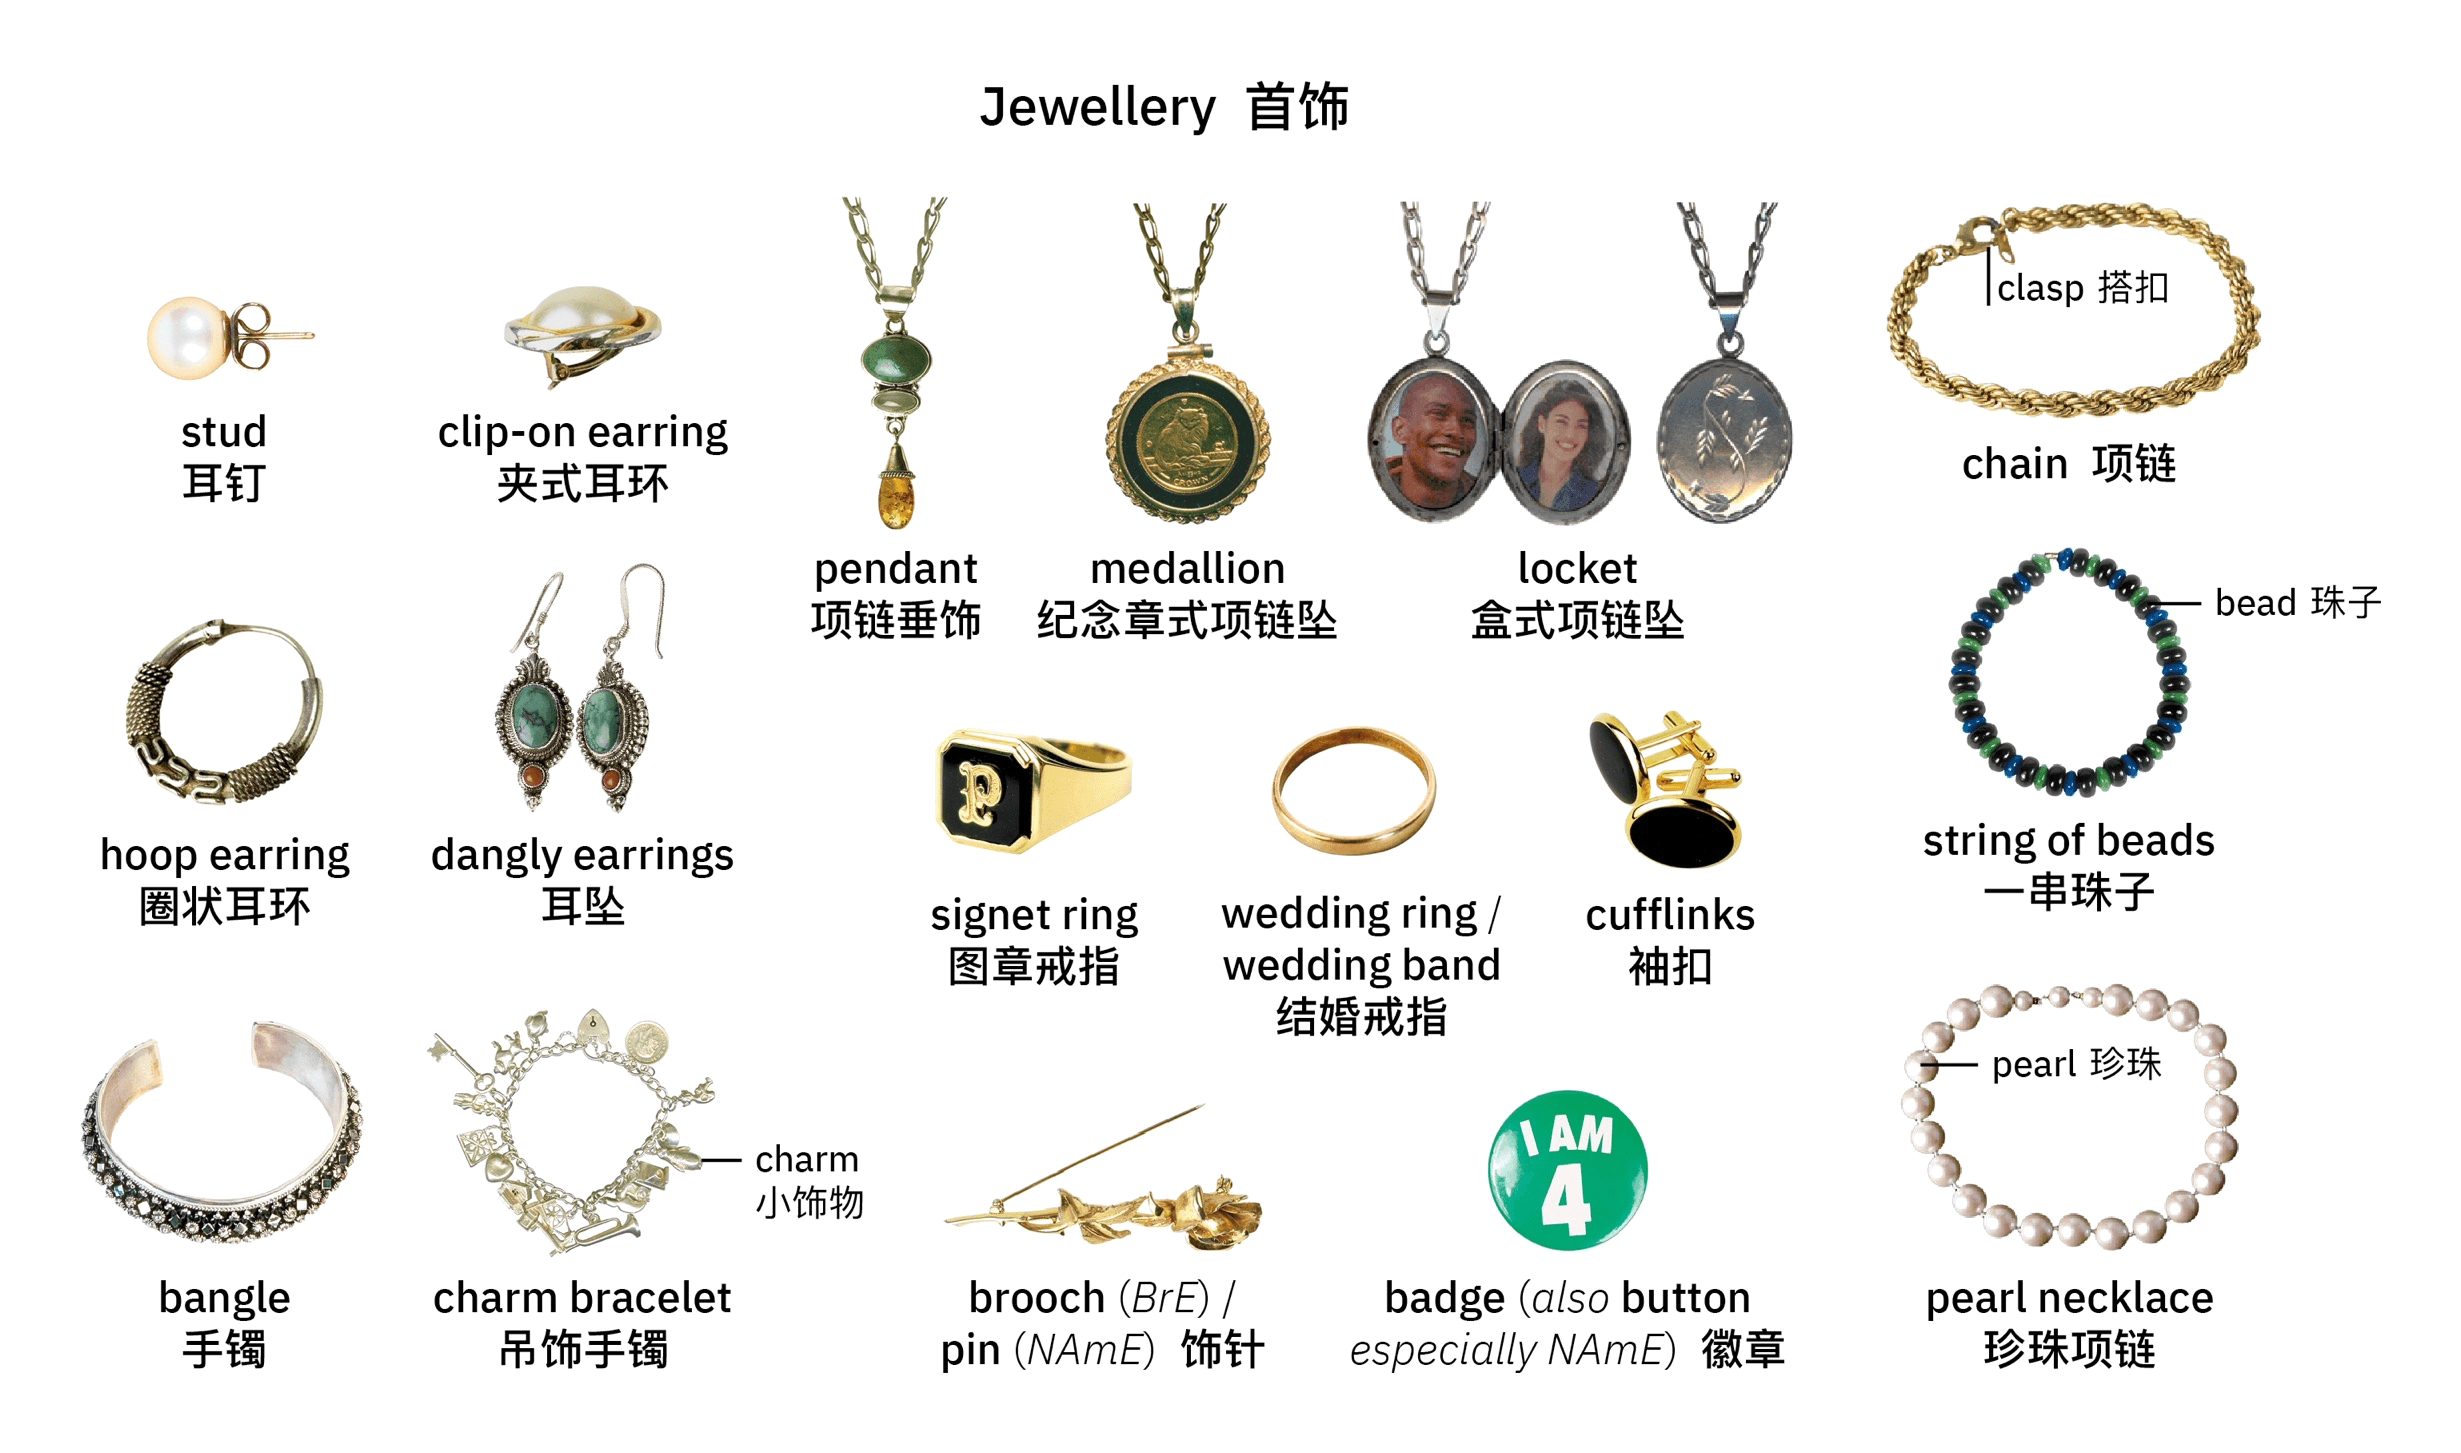 Jewellery 首饰
stud
耳钉
clip-on earring
夹式耳环
pendant
项链垂饰
CROWN
medallion
纪念章式项链坠
locket
盒式项链坠
clasp 搭扣
chain 项链
hoop earring
圈状耳环
dangly earrings
耳坠
P
signet ring
图章戒指
wedding ring /
wedding band
结婚戒指
cufflinks
袖扣
bead 珠子
string of beads
一串珠子
bangle
手镯
charm
小饰物
charm bracelet
吊饰手镯
brooch (BrE) /
pin (NAmE) 饰针
I AM
4
badge (also button
especially NAmE) 徽章
pearl 珍珠
pearl necklace
珍珠项链